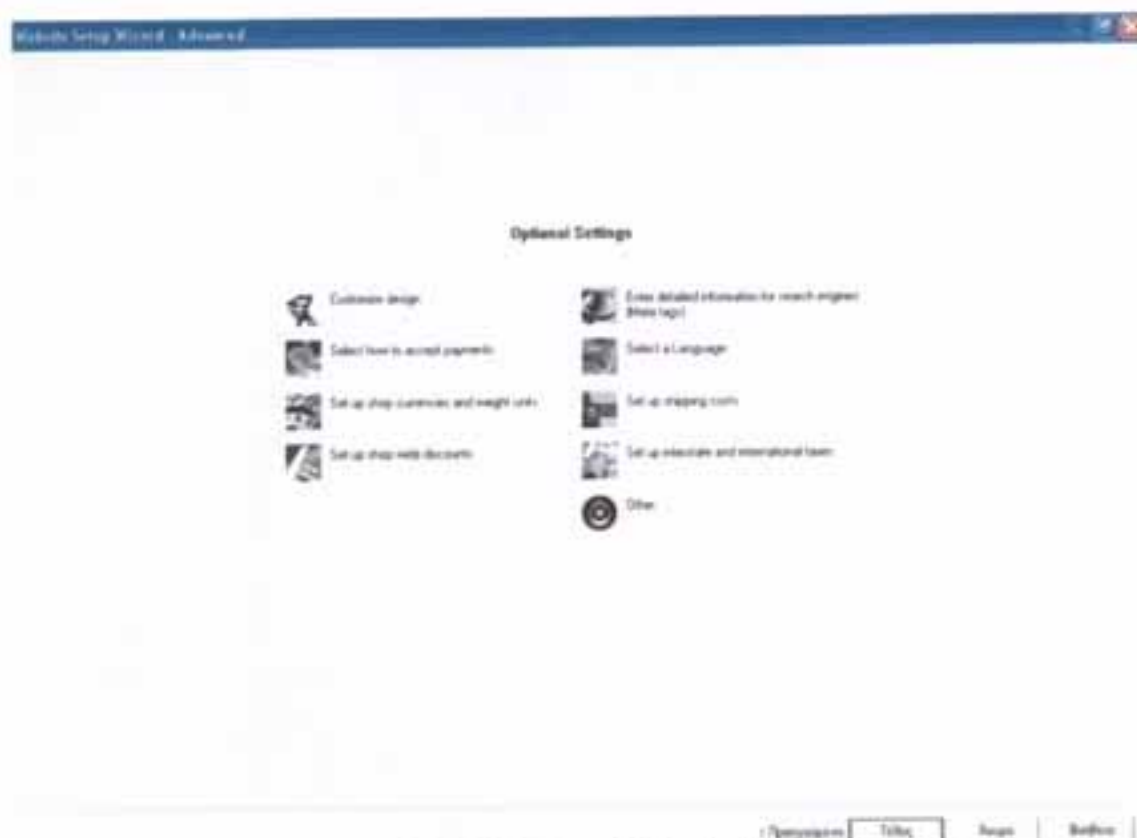 Website Setup Wizard - Advanced
Optional Settings
Customize design
Select how to accept payments
Set up shop currencies and weight units
Set up shop-wide discounts
Enter detailed information for search engines
(Meta tags)
Select a Language
Set up shipping costs
Set up interstate and international taxes
Other
< Προηγούμενο
Τέλος
Άκυρο
Βοήθεια